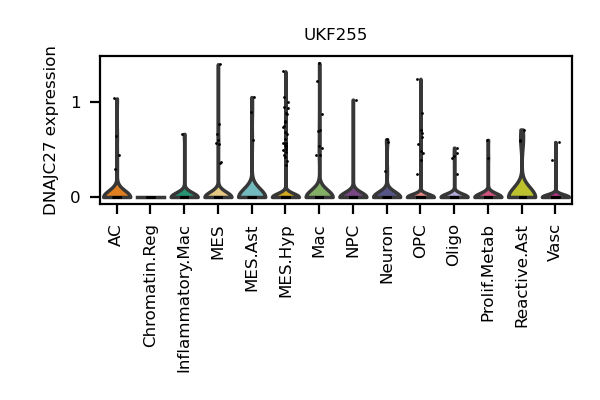 UKF255
DNAJC27 expression
1
0
AC
Chromatin.Reg
Inflammatory.Mac
MES
MES.Ast
MES.Hyp
Mac
NPC
Neuron
OPC
Oligo
Prolif.Metab
Reactive.Ast
Vasc